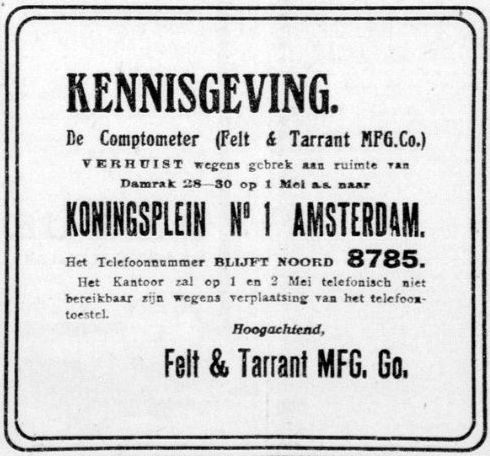 KENNISGEVING.
De Comptometer (Felt & Tarrant MFG.Co.)
VERHUIST wegens gebrek aan ruimte van
Damrak 28—30 op 1 Mei a.s. naar
KONINGSPLEIN Nº 1 AMSTERDAM.
Het Telefoonnummer BLIJFT NOORD 8785.
Het Kantoor zal op 1 en 2 Mei telefonisch niet
bereikbaar zijn wegens verplaatsing van het telefoon-
toestel.
Hoogachtend,
Felt & Tarrant MFG. Go.